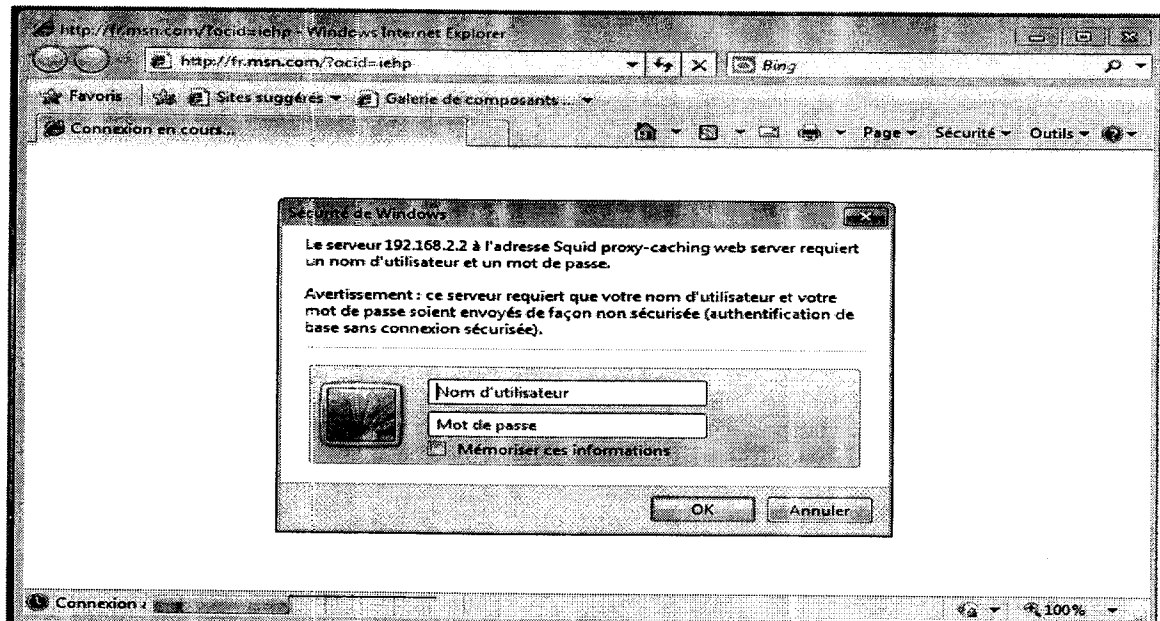 http://fr.msn.com/?ocid=iehp - Windows Internet Explorer
http://fr.msn.com/?ocid=iehp
Bing
Favoris
Sites suggérés
Galerie de composants ...
Connexion en cours...
Page
Sécurité
Outils
Sécurité de Windows
Le serveur 192.168.2.2 à l'adresse Squid proxy-caching web server requiert
un nom d'utilisateur et un mot de passe.
Avertissement : ce serveur requiert que votre nom d'utilisateur et votre
mot de passe soient envoyés de façon non sécurisée (authentification de
base sans connexion sécurisée).
Nom d'utilisateur
Mot de passe
Mémoriser ces informations
OK
Annuler
Connexion
100%